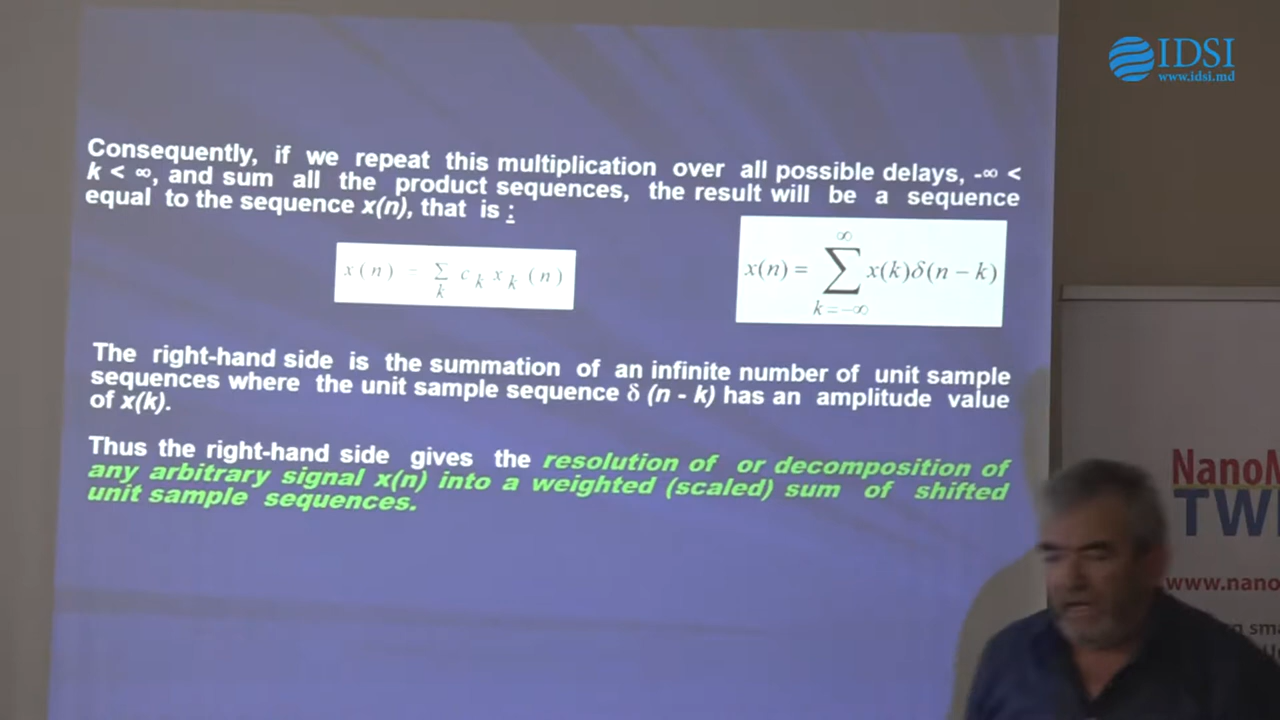 IDSI
www.idsi.md
Consequently, if we repeat this multiplication over all possible delays, -∞ <
k < ∞, and sum all the product sequences, the result will be a sequence
equal to the sequence x(n), that is :
x(n) = ∑ₖ cₖ xₖ (n)
x(n) = ∑ₖ₌₋∞^∞ x(k)δ(n − k)
The right-hand side is the summation of an infinite number of unit sample
sequences where the unit sample sequence δ (n - k) has an amplitude value
of x(k).
Thus the right-hand side gives the resolution of or decomposition of
any arbitrary signal x(n) into a weighted (scaled) sum of shifted
unit sample sequences.
NanoM
TWI
www.nano